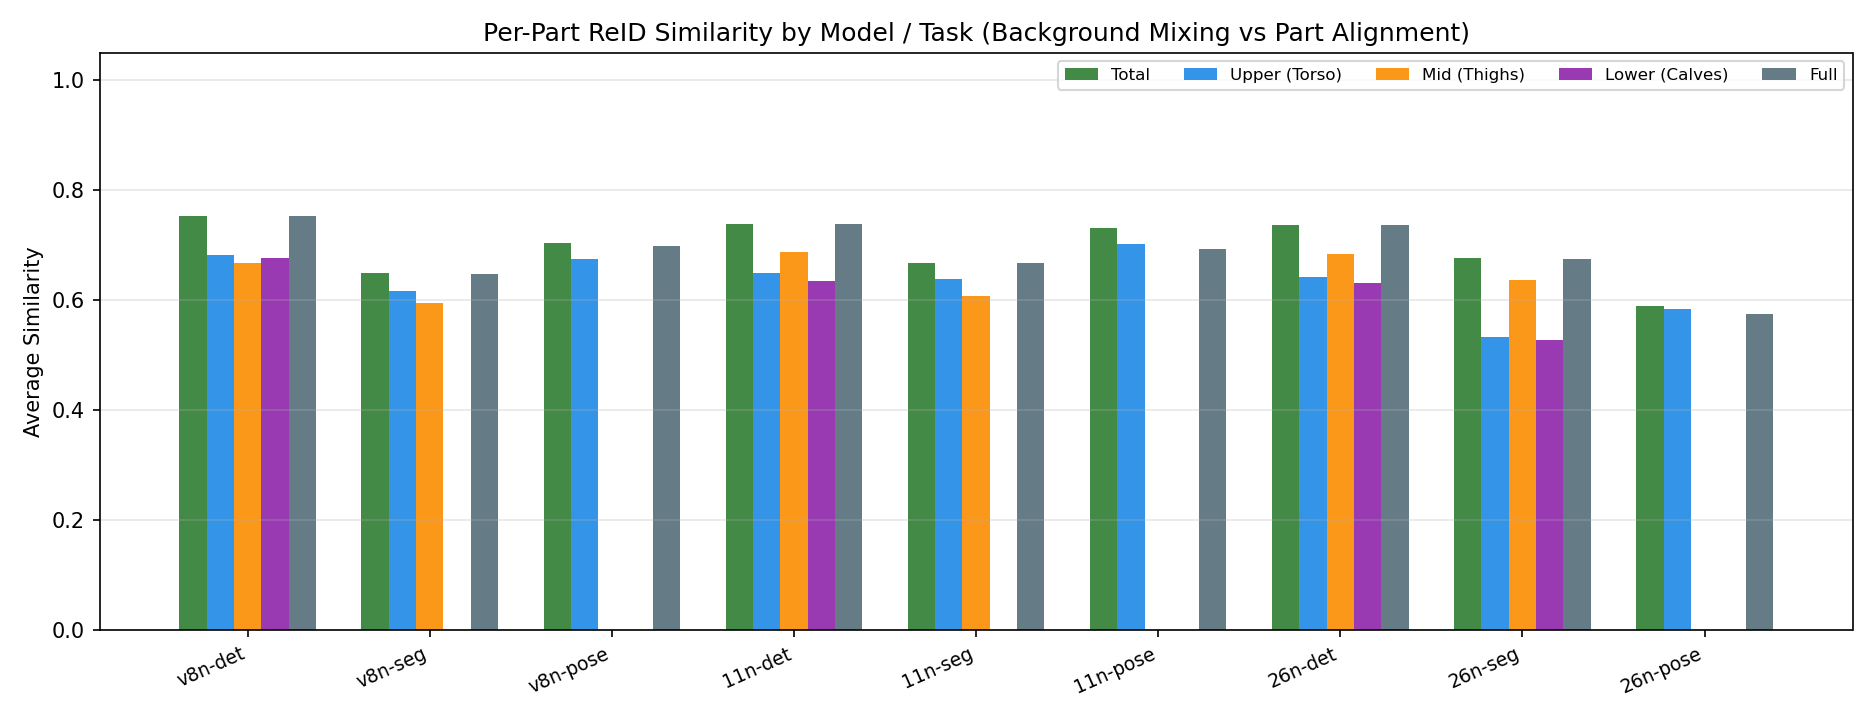 Per-Part ReID Similarity by Model / Task (Background Mixing vs Part Alignment)
Total Upper (Torso) Mid (Thighs) Lower (Calves) Full
Average Similarity
1.0
0.8
0.6
0.4
0.2
0.0
v8n-det v8n-seg v8n-pose 11n-det 11n-seg 11n-pose 26n-det 26n-seg 26n-pose